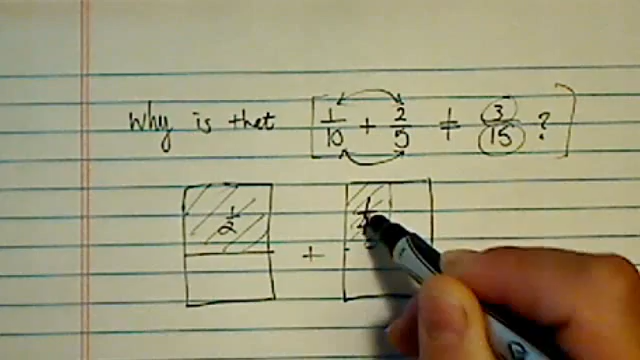 Why is that [ 1/10 + 2/5 ≠ 3/15 ? ]
1/2 +